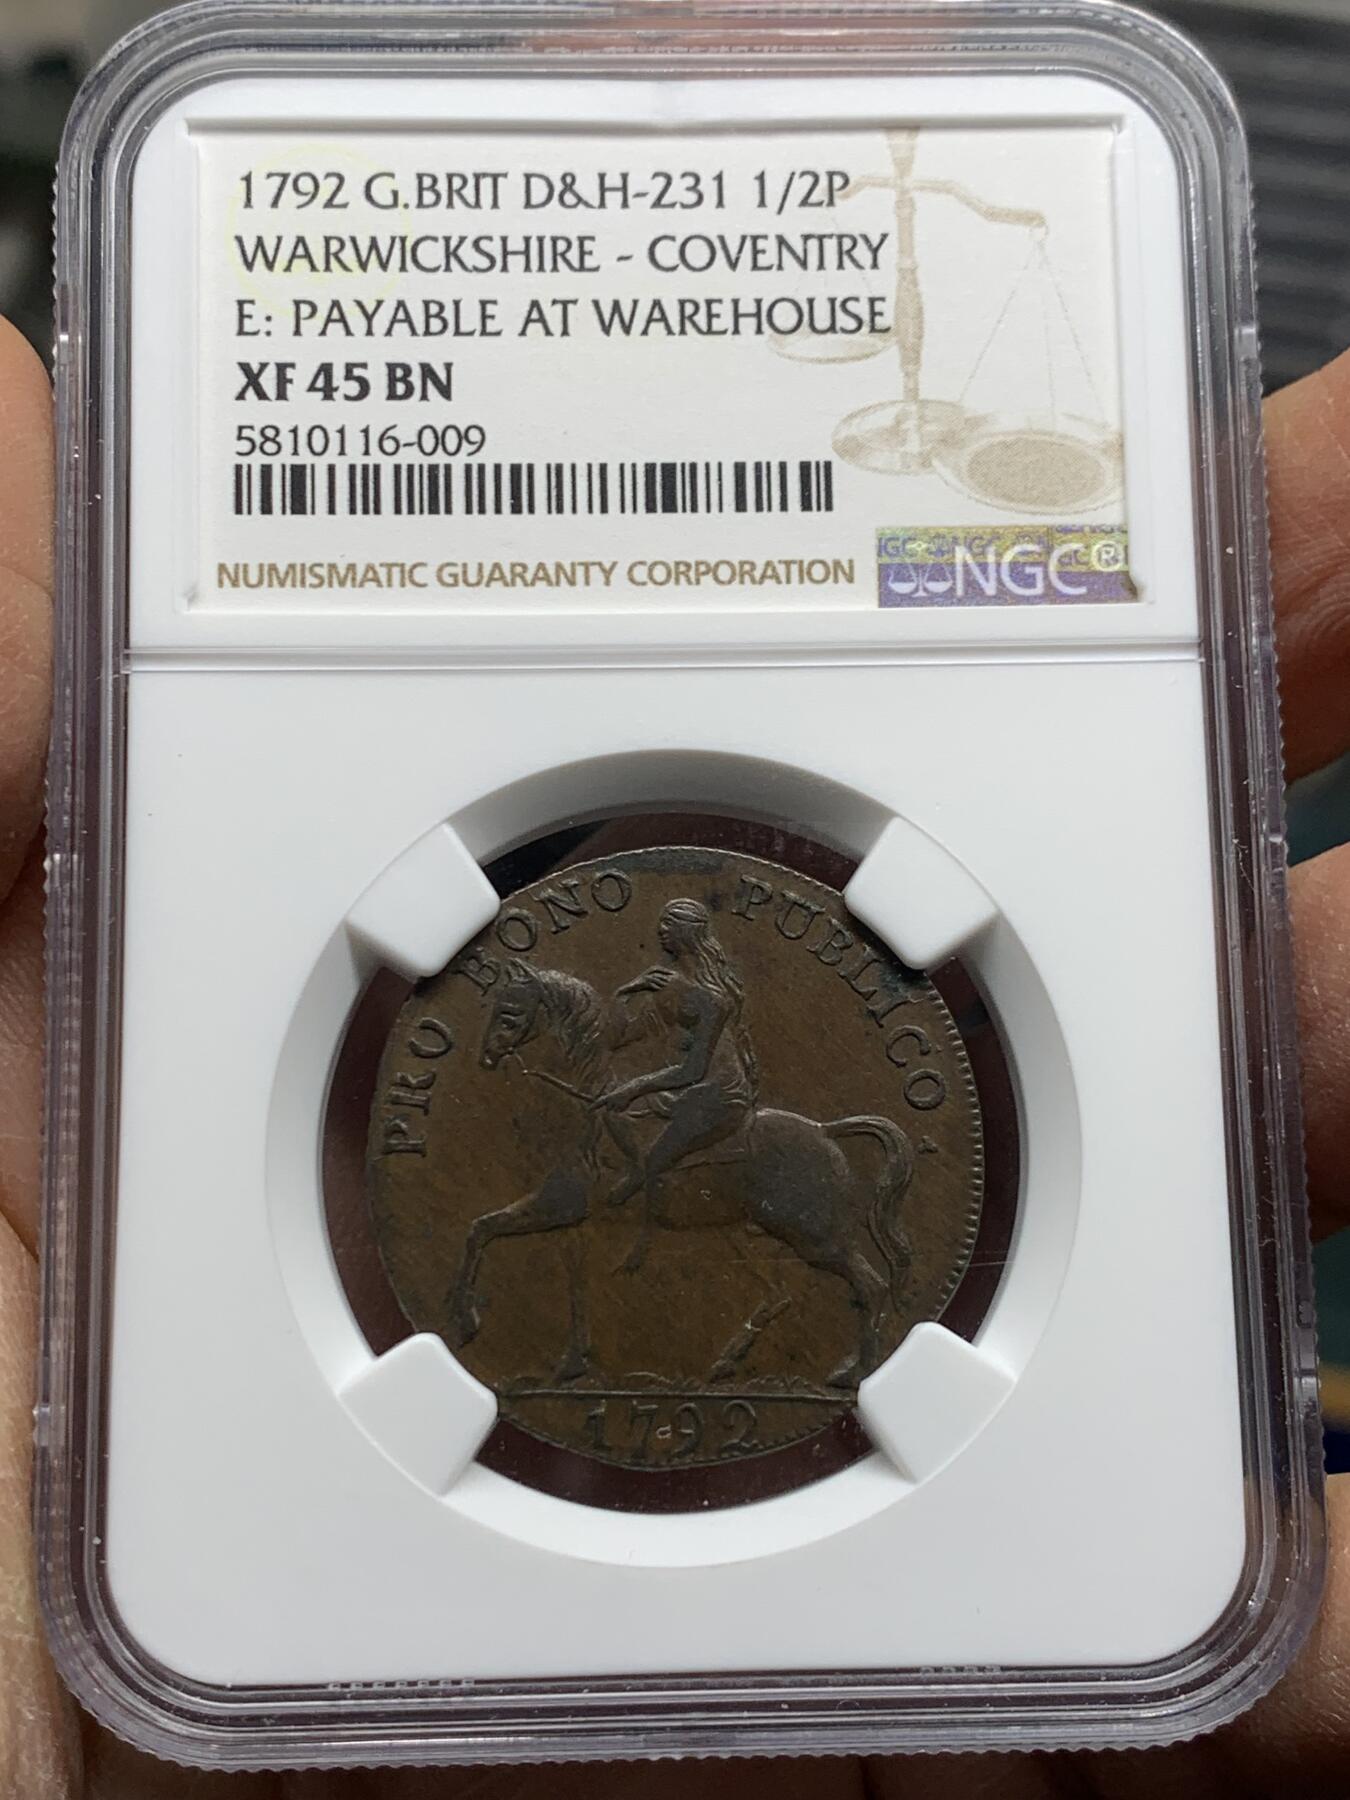 1792 G.BRIT D&H-231 1/2P
WARWICKSHIRE - COVENTRY
E: PAYABLE AT WAREHOUSE
XF 45 BN
5810116-009
NUMISMATIC GUARANTY CORPORATION
NGC®
PRO BONO PUBLICO
1792